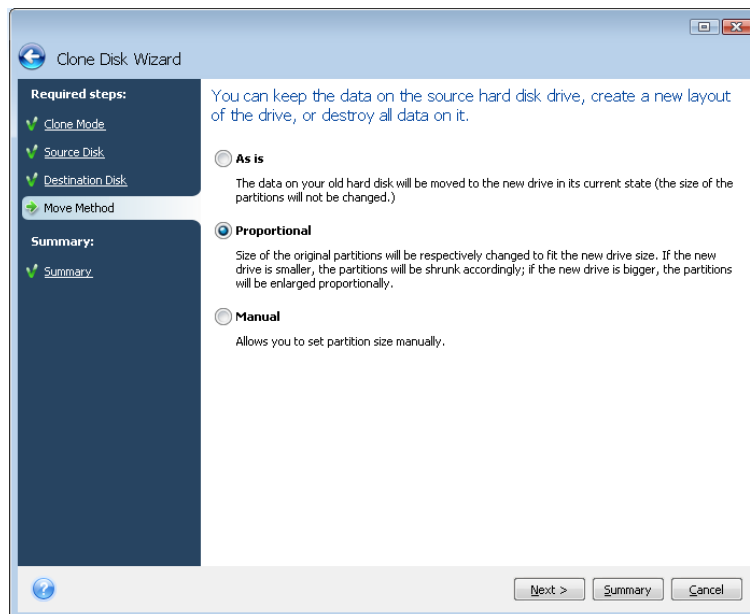 Clone Disk Wizard
Required steps:
Clone Mode
Source Disk
Destination Disk
Move Method
Summary:
Summary
You can keep the data on the source hard disk drive, create a new layout
of the drive, or destroy all data on it.
As is
The data on your old hard disk will be moved to the new drive in its current state (the size of the
partitions will not be changed.)
Proportional
Size of the original partitions will be respectively changed to fit the new drive size. If the new
drive is smaller, the partitions will be shrunk accordingly; if the new drive is bigger, the partitions
will be enlarged proportionally.
Manual
Allows you to set partition size manually.
?
Next >
Summary
Cancel